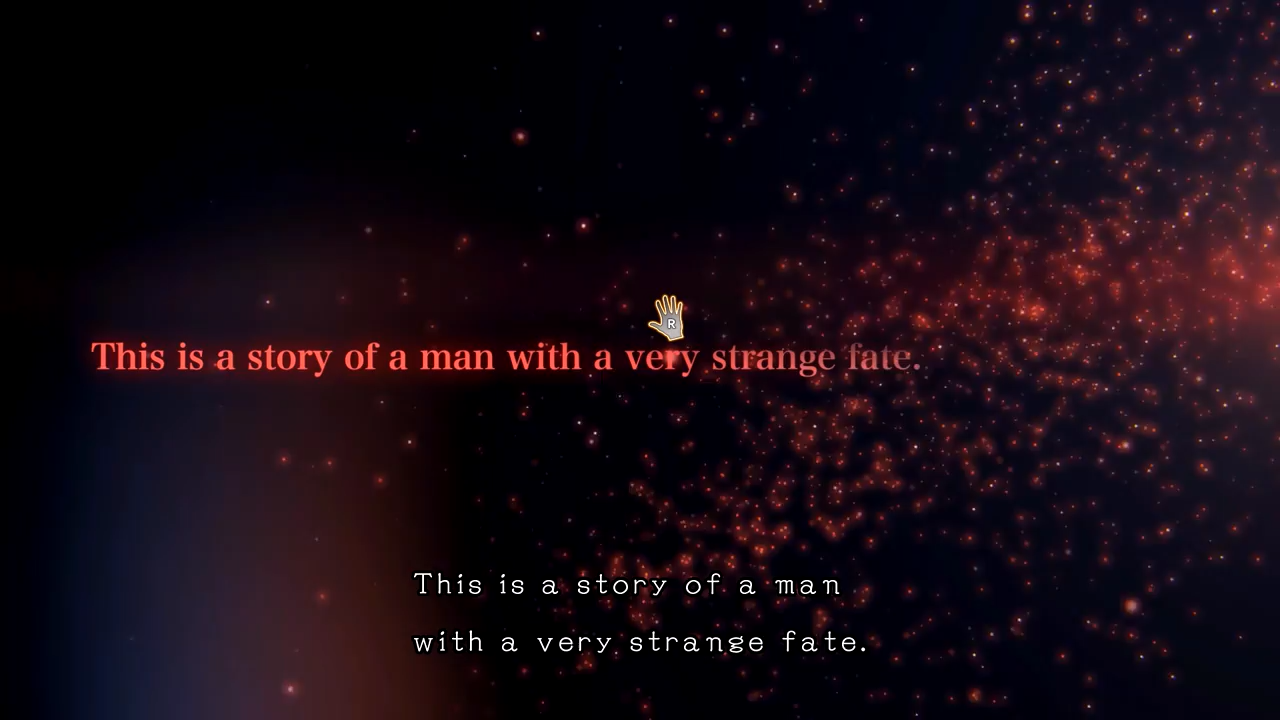 R
This is a story of a man with a very strange fate.
This is a story of a man
with a very strange fate.